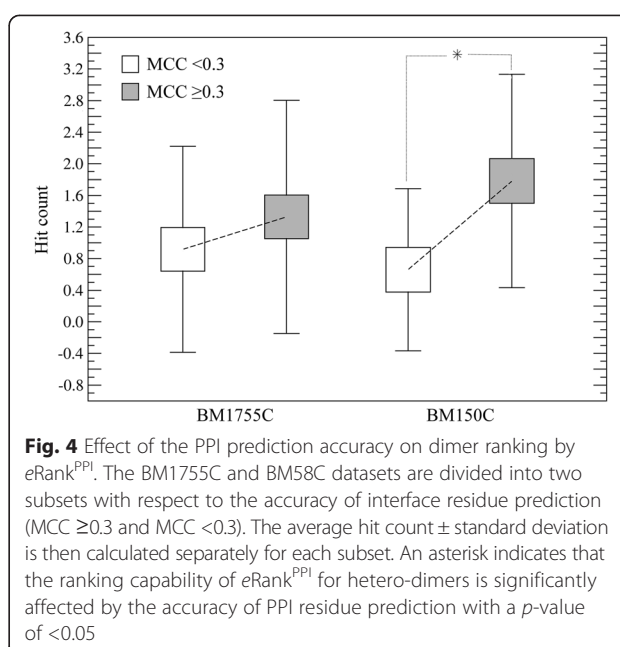 3.6
3.2
2.8
2.4
2.0
1.6
1.2
0.8
0.4
0.0
-0.4
-0.8
Hit count
MCC <0.3
MCC ≥0.3
*
BM1755C BM150C
Fig. 4 Effect of the PPI prediction accuracy on dimer ranking by
eRankPPI. The BM1755C and BM58C datasets are divided into two
subsets with respect to the accuracy of interface residue prediction
(MCC ≥0.3 and MCC <0.3). The average hit count ± standard deviation
is then calculated separately for each subset. An asterisk indicates that
the ranking capability of eRankPPI for hetero-dimers is significantly
affected by the accuracy of PPI residue prediction with a p-value
of <0.05